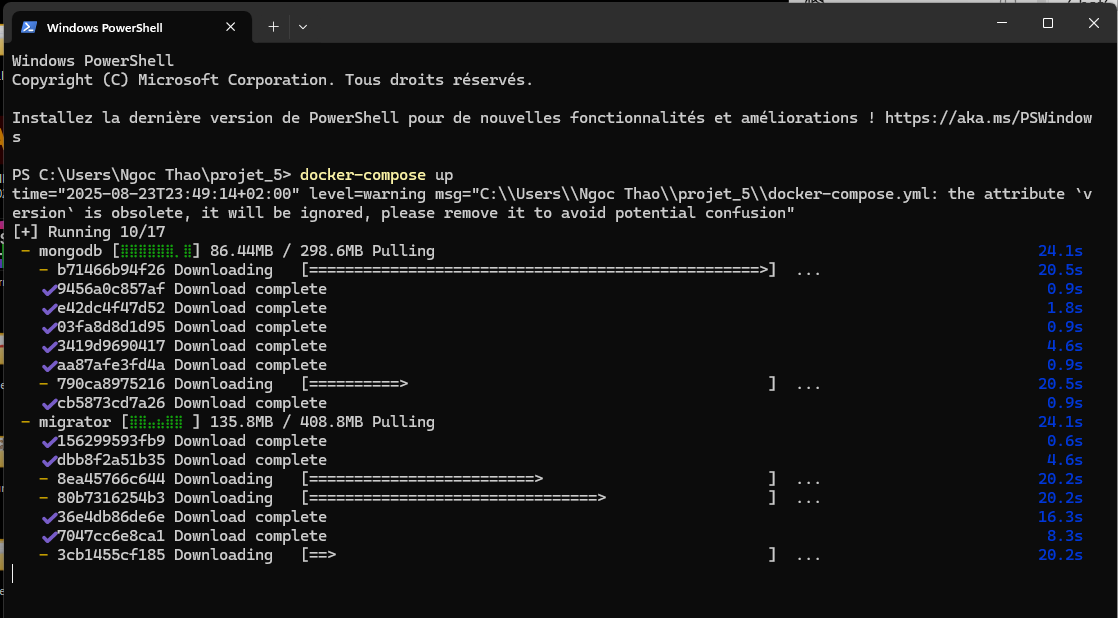 Windows PowerShell
Windows PowerShell
Copyright (C) Microsoft Corporation. Tous droits réservés.
Installez la dernière version de PowerShell pour de nouvelles fonctionnalités et améliorations ! https://aka.ms/PSWindow
s
PS C:\Users\Ngoc Thao\projet_5> docker-compose up
time="2025-08-23T23:49:14+02:00" level=warning msg="C:\\Users\\Ngoc Thao\\projet_5\\docker-compose.yml: the attribute `v
ersion` is obsolete, it will be ignored, please remove it to avoid potential confusion"
[+] Running 10/17
- mongodb [⣿⣿⣿⣿⣿⣿⡀⣿] 86.44MB / 298.6MB Pulling 24.1s
- b71466b94f26 Downloading [==================================================>] ... 20.5s
✔9456a0c857af Download complete 0.9s
✔e42dc4f47d52 Download complete 1.8s
✔03fa8d8d1d95 Download complete 0.9s
✔3419d9690417 Download complete 4.6s
✔aa87afe3fd4a Download complete 0.9s
- 790ca8975216 Downloading [==========> ] ... 20.5s
✔cb5873cd7a26 Download complete 0.9s
- migrator [⣿⣿⣤⣦⣿⣿ ] 135.8MB / 408.8MB Pulling 24.1s
✔156299593fb9 Download complete 0.6s
✔dbb8f2a51b35 Download complete 4.6s
- 8ea45766c644 Downloading [=========================> ] ... 20.2s
- 80b7316254b3 Downloading [================================> ] ... 20.2s
✔36e4db86de6e Download complete 16.3s
✔7047cc6e8ca1 Download complete 8.3s
- 3cb1455cf185 Downloading [==> ] ... 20.2s